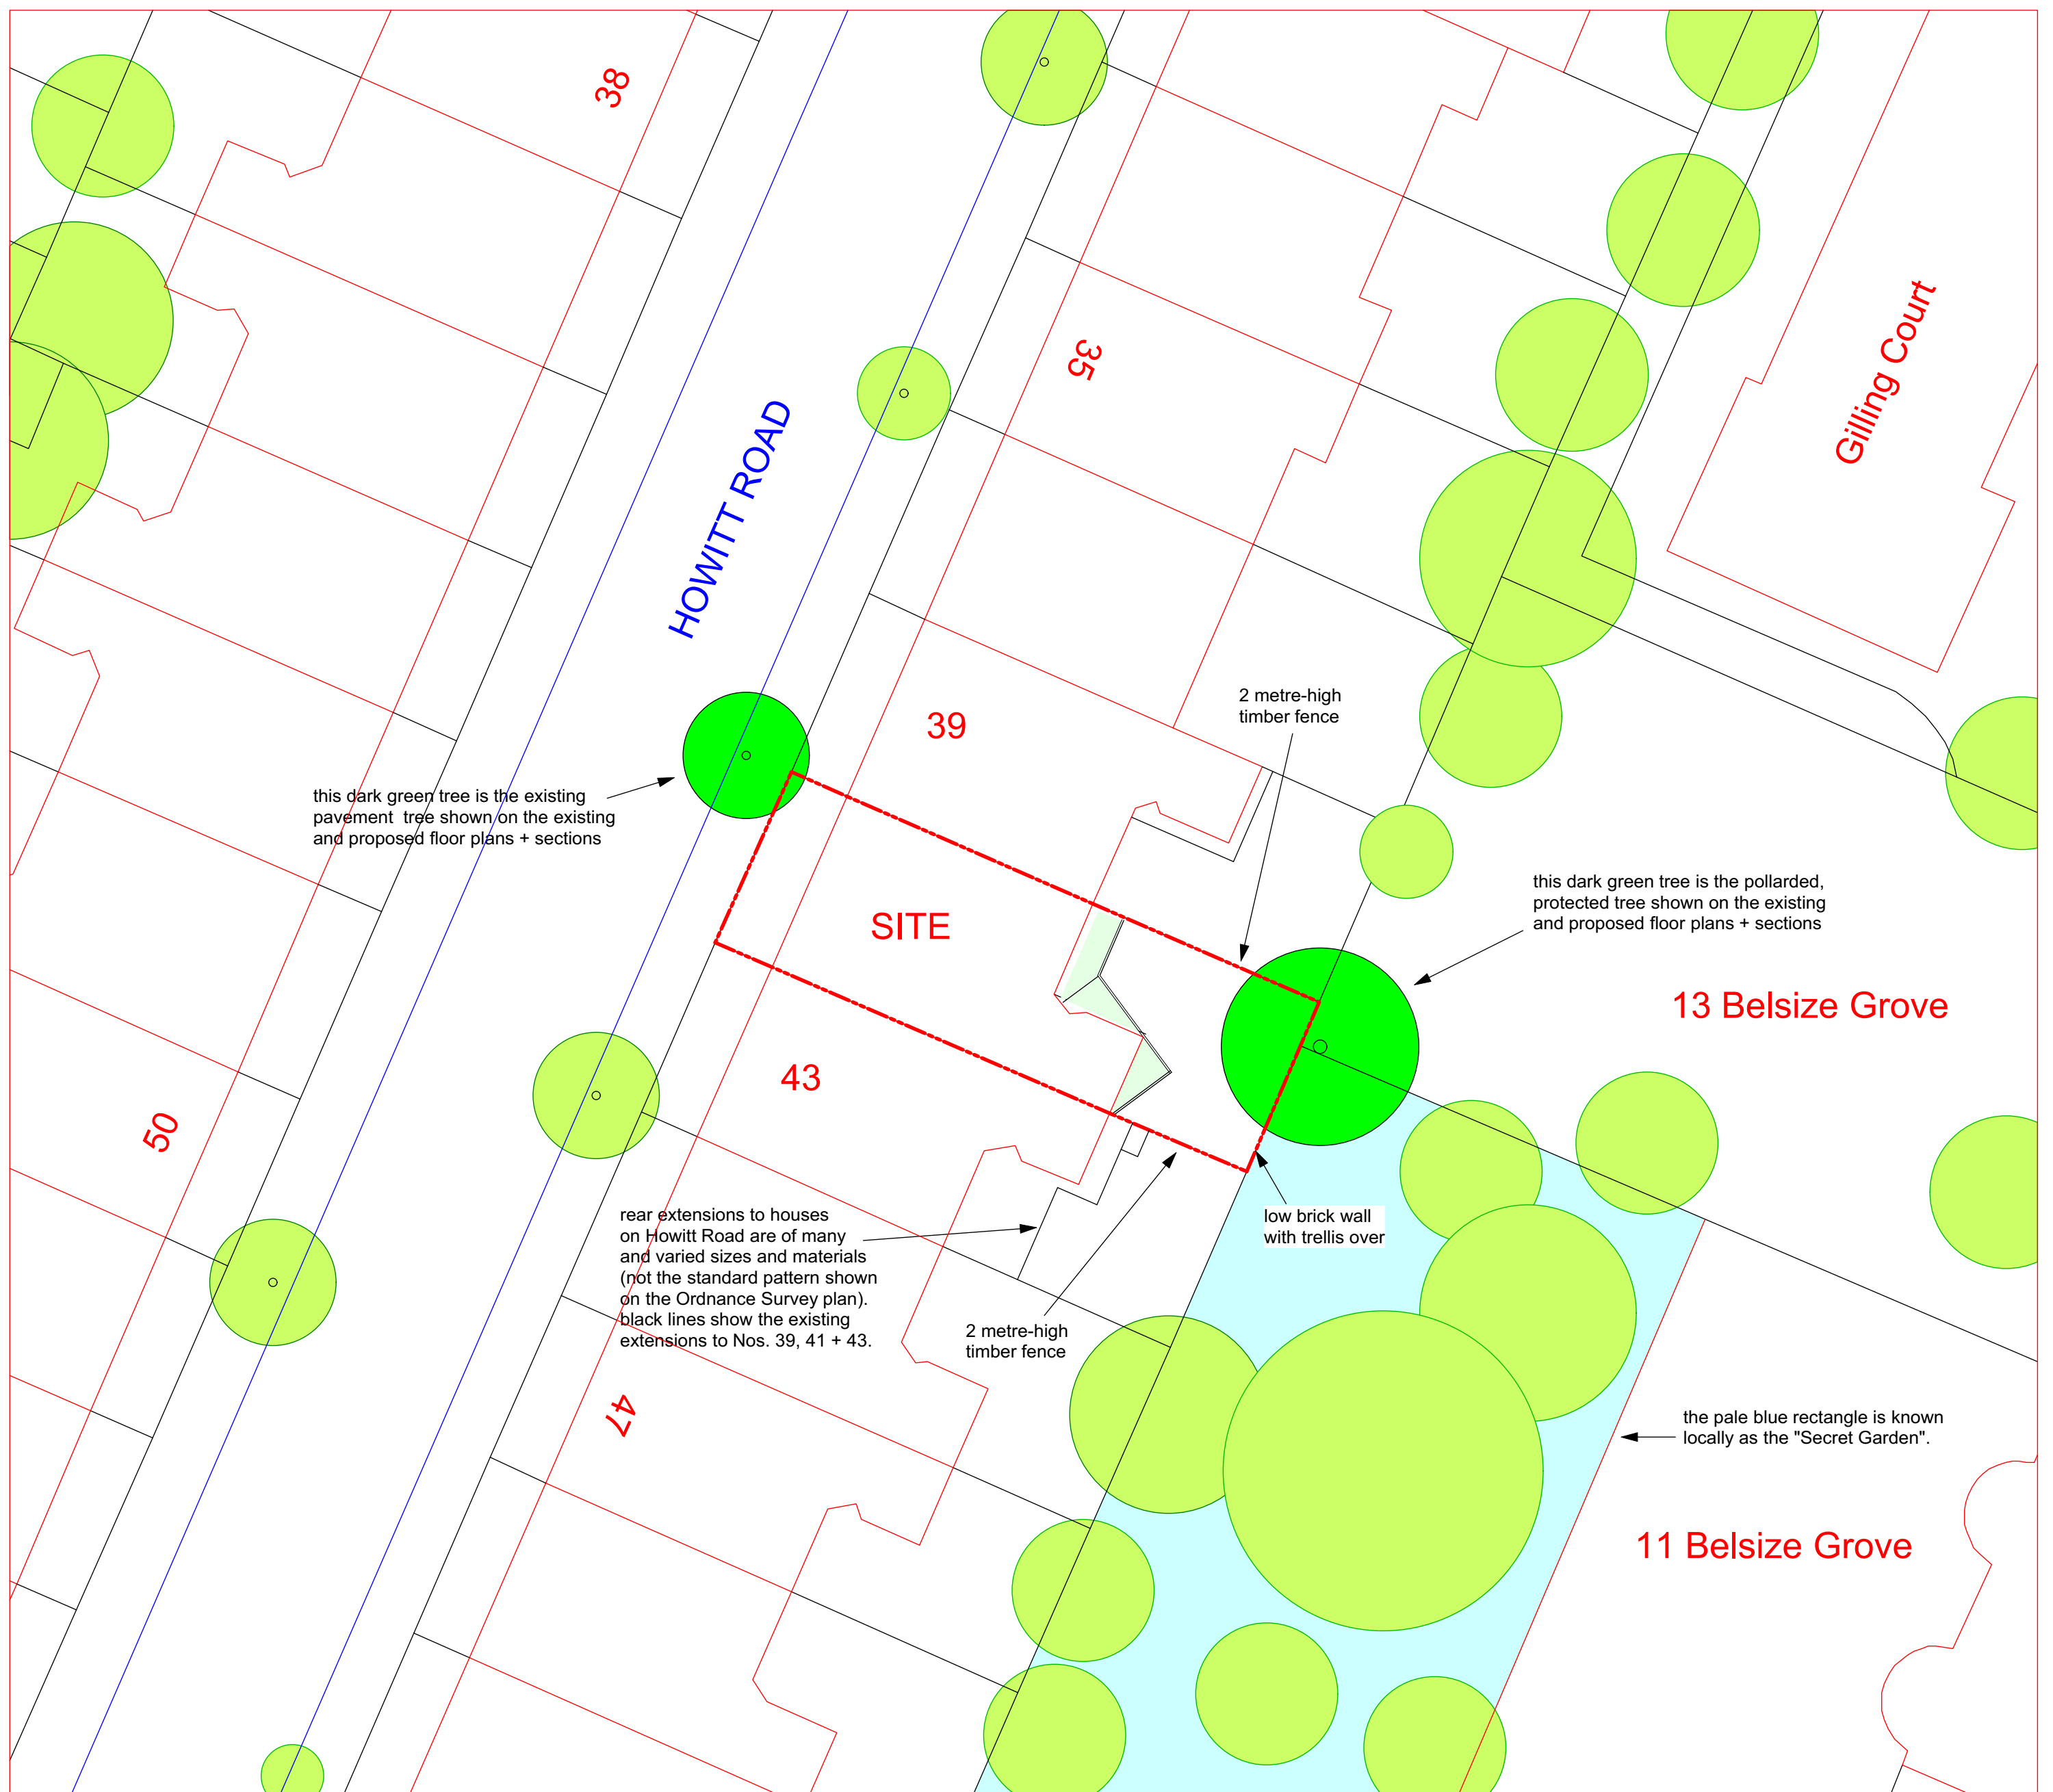 38
35
Gilling Court
HOWITT ROAD
39
2 metre-high
timber fence
this dark green tree is the existing
pavement  tree shown on the existing
and proposed floor plans + sections
SITE
this dark green tree is the pollarded,
protected tree shown on the existing
and proposed floor plans + sections
13 Belsize Grove
43
50
rear extensions to houses
on Howitt Road are of many
and varied sizes and materials
(not the standard pattern shown
on the Ordnance Survey plan).
black lines show the existing
extensions to Nos. 39, 41 + 43.
low brick wall
with trellis over
2 metre-high
timber fence
47
the pale blue rectangle is known
locally as the "Secret Garden".
11 Belsize Grove